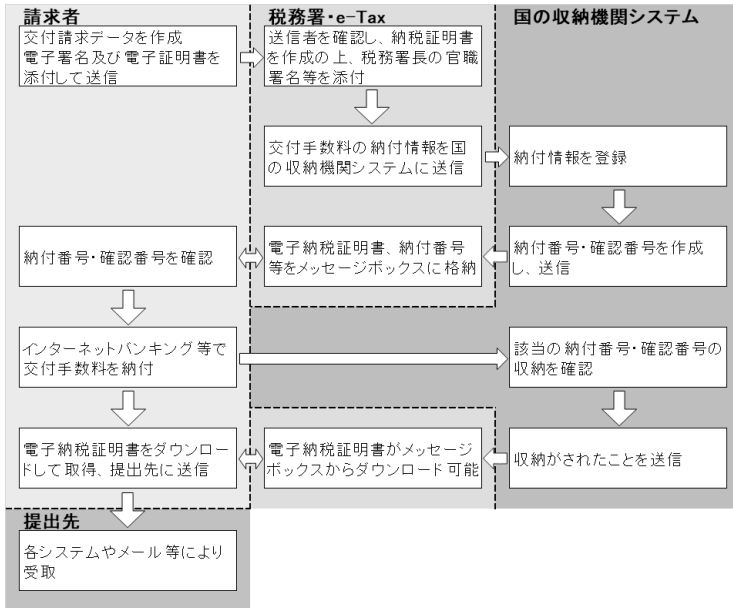 請求者
税務署・e-Tax
国の収納機関システム
交付請求データを作成
電子署名及び電子証明書を
添付して送信
送信者を確認し、納税証明書
を作成の上、税務署長の官職
署名等を添付
交付手数料の納付情報を国
の収納機関システムに送信
納付情報を登録
納付番号・確認番号を確認
電子納税証明書、納付番号
等をメッセージボックスに格納
納付番号・確認番号を作成
し、送信
インターネットバンキング等で
交付手数料を納付
該当の納付番号・確認番号の
収納を確認
電子納税証明書をダウンロー
ドして取得、提出先に送信
電子納税証明書がメッセージ
ボックスからダウンロード可能
収納がされたことを送信
提出先
各システムやメール等により
受取